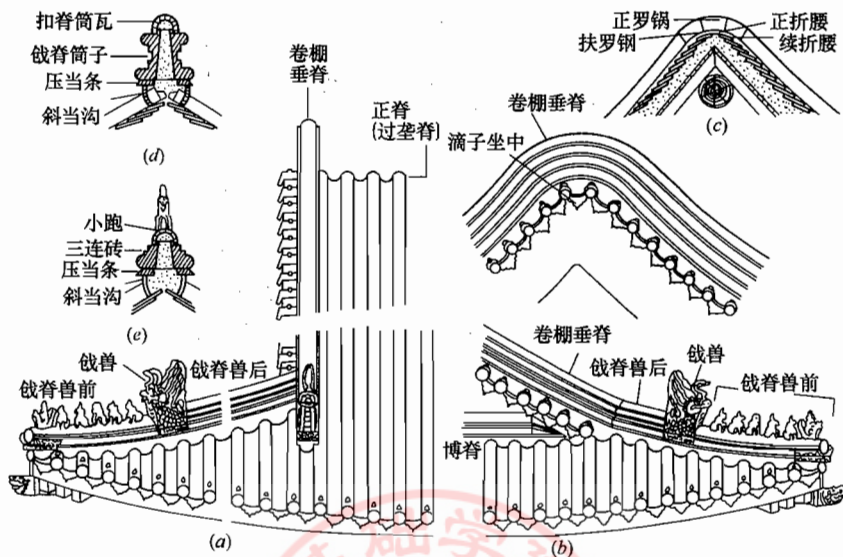 扣脊筒瓦
戗脊筒子
压当条
斜当沟
(d)
小跑
三连砖
压当条
斜当沟
(e)
卷棚
垂脊
正脊
(过垄脊)
正罗锅
扶罗钢
正折腰
续折腰
(c)
卷棚垂脊
滴子坐中
戗兽
戗脊兽后
戗脊兽前
(a)
卷棚垂脊
戗脊兽后
戗兽
戗脊兽前
博脊
(b)
础
学